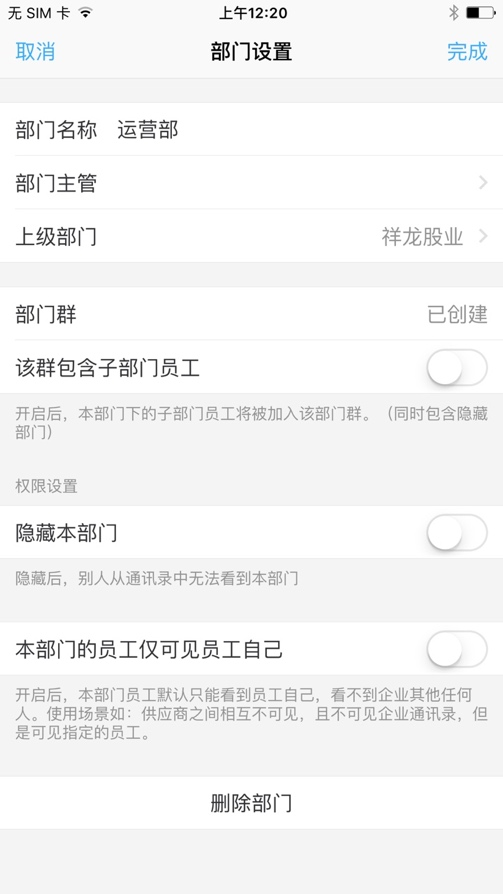 无 SIM 卡 上午12:20
取消 部门设置 完成
部门名称 运营部
部门主管
上级部门 祥龙股业
部门群 已创建
该群包含子部门员工
开启后，本部门下的子部门员工将被加入该部门群。（同时包含隐藏
部门）
权限设置
隐藏本部门
隐藏后，别人从通讯录中无法看到本部门
本部门的员工仅可见员工自己
开启后，本部门员工默认只能看到员工自己，看不到企业其他任何
人。使用场景如：供应商之间相互不可见，且不可见企业通讯录，但
是可见指定的员工。
删除部门